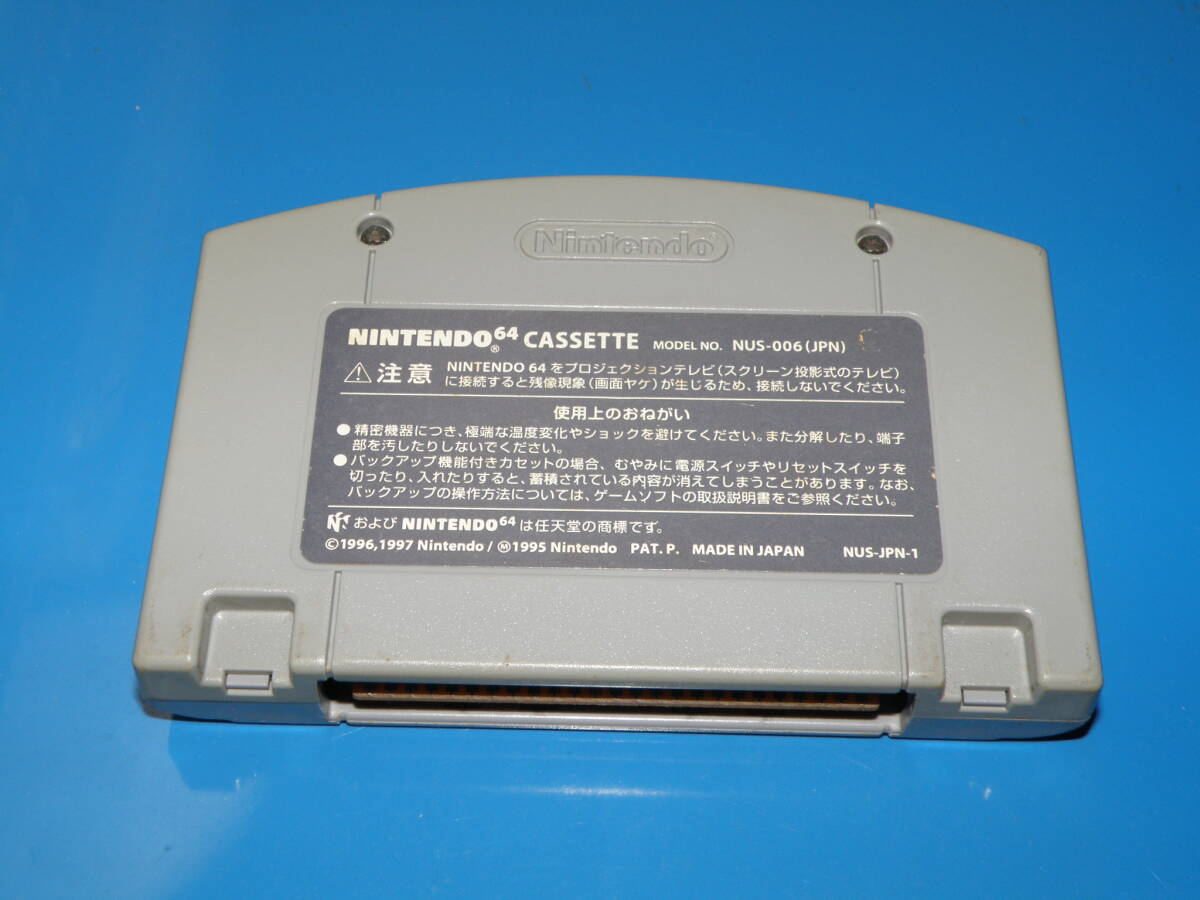 Nintendo®
NINTENDO®64 CASSETTE MODEL NO. NUS-006(JPN)
⚠注意 NINTENDO 64をプロジェクションテレビ(スクリーン投影式のテレビ)
に接続すると残像現象(画面ヤケ)が生じるため、接続しないでください。
使用上のおねがい
●精密機器につき、極端な温度変化やショックを避けてください。また分解したり、端子
部を汚したりしないでください。
●バックアップ機能付きカセットの場合、むやみに電源スイッチやリセットスイッチを
切ったり、入れたりすると、蓄積されている内容が消えてしまうことがあります。なお、
バックアップの操作方法については、ゲームソフトの取扱説明書をご参照ください。
および NINTENDO64 は任天堂の商標です。
©1996,1997 Nintendo/Ⓜ1995 Nintendo PAT. P. MADE IN JAPAN NUS-JPN-1